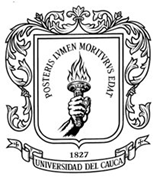 POSTERIS LVMEN MORITVRVS EDAT
1827
UNIVERSIDAD DEL CAUCA